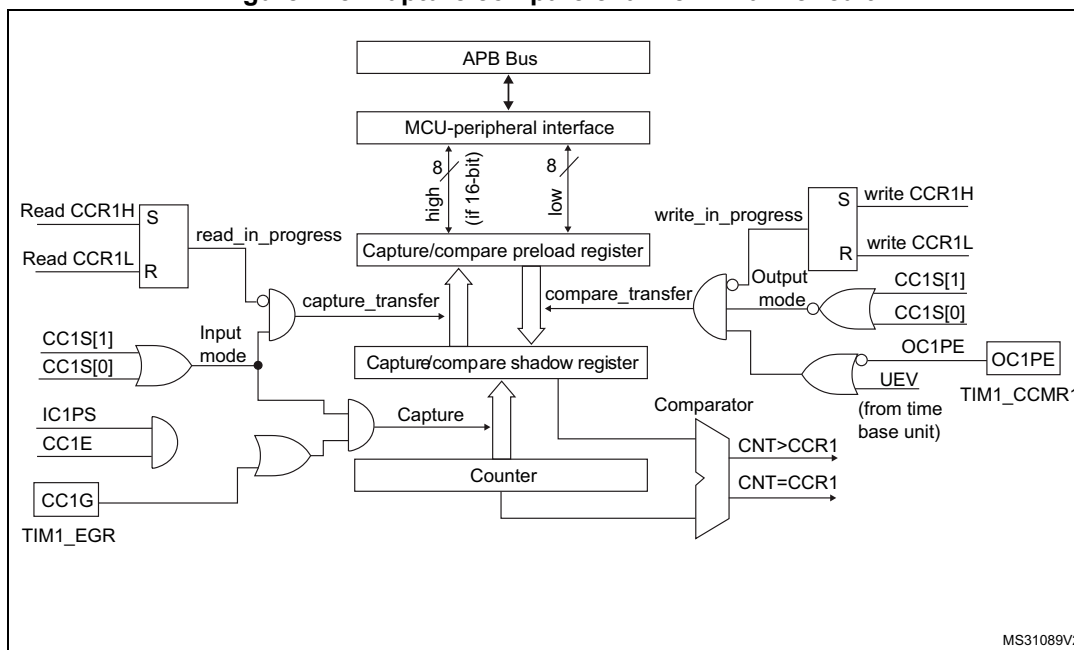 APB Bus
MCU-peripheral interface
8
high
(if 16-bit)
8
low
Read CCR1H
S
read_in_progress
Read CCR1L
R
write_in_progress
S
write CCR1H
R
write CCR1L
Capture/compare preload register
capture_transfer
compare_transfer
Output
mode
CC1S[1]
CC1S[0]
CC1S[1]
CC1S[0]
Input
mode
Capture/compare shadow register
OC1PE
OC1PE
UEV
TIM1_CCMR1
(from time
base unit)
IC1PS
CC1E
Capture
Comparator
CNT>CCR1
Counter
CNT=CCR1
CC1G
TIM1_EGR
MS31089V2